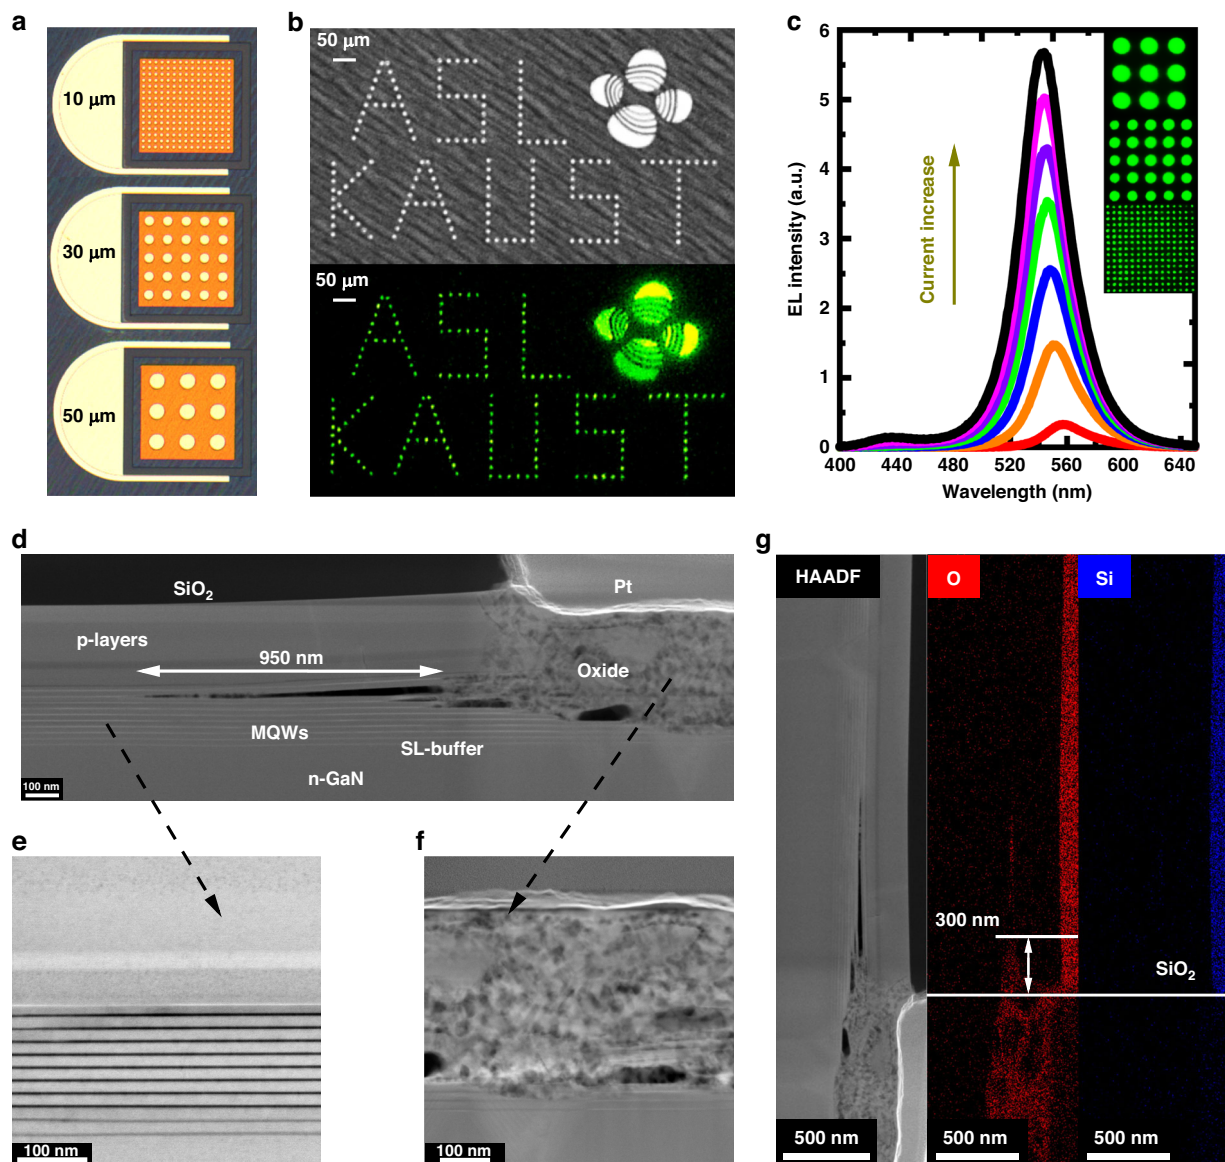 a
10 μm
30 μm
50 μm
b
50 μm
ASL
KAUST
50 μm
ASL
KAUST
c
6
5
4
3
2
1
0
EL intensity (a.u.)
Current increase
400 440 480 520 560 600 640
Wavelength (nm)
d
SiO₂
Pt
p-layers
950 nm
Oxide
MQWs
SL-buffer
n-GaN
100 nm
e
100 nm
f
100 nm
g
HAADF
O
Si
300 nm
SiO₂
500 nm
500 nm
500 nm